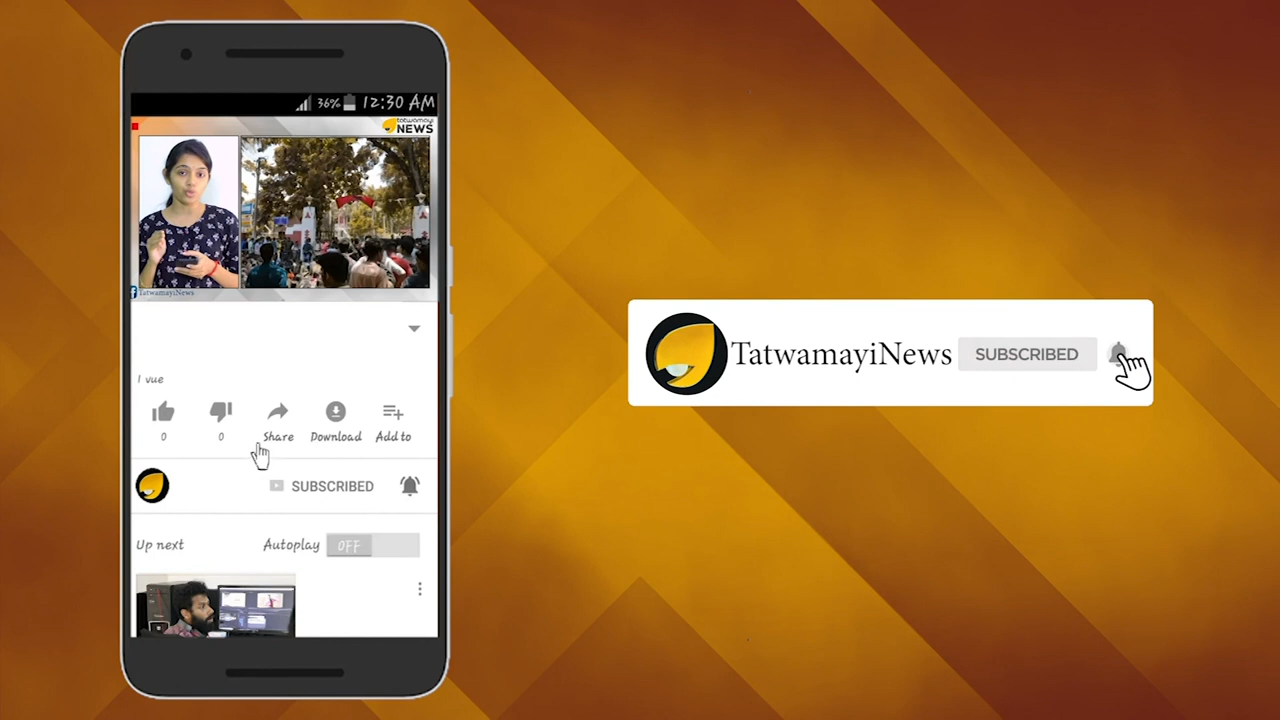 36% 12:30 AM
tatwamayi
NEWS
TatwamayiNews
1 vue
0 0 Share Download Add to
SUBSCRIBED
Up next Autoplay OFF
TatwamayiNews SUBSCRIBED